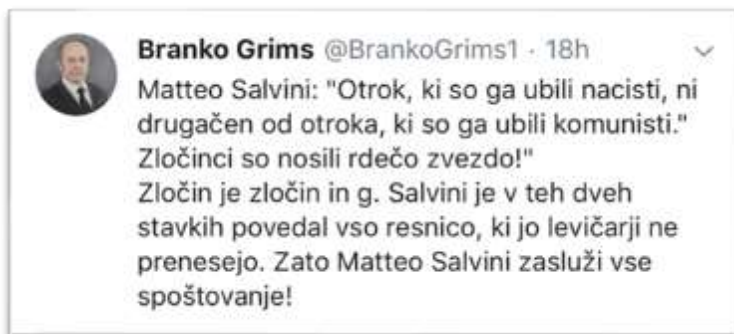 Branko Grims @BrankoGrims1 · 18h
Matteo Salvini: "Otrok, ki so ga ubili nacisti, ni
drugačen od otroka, ki so ga ubili komunisti."
Zločinci so nosili rdečo zvezdo!"
Zločin je zločin in g. Salvini je v teh dveh
stavkih povedal vso resnico, ki jo levičarji ne
prenesejo. Zato Matteo Salvini zasluži vse
spoštovanje!